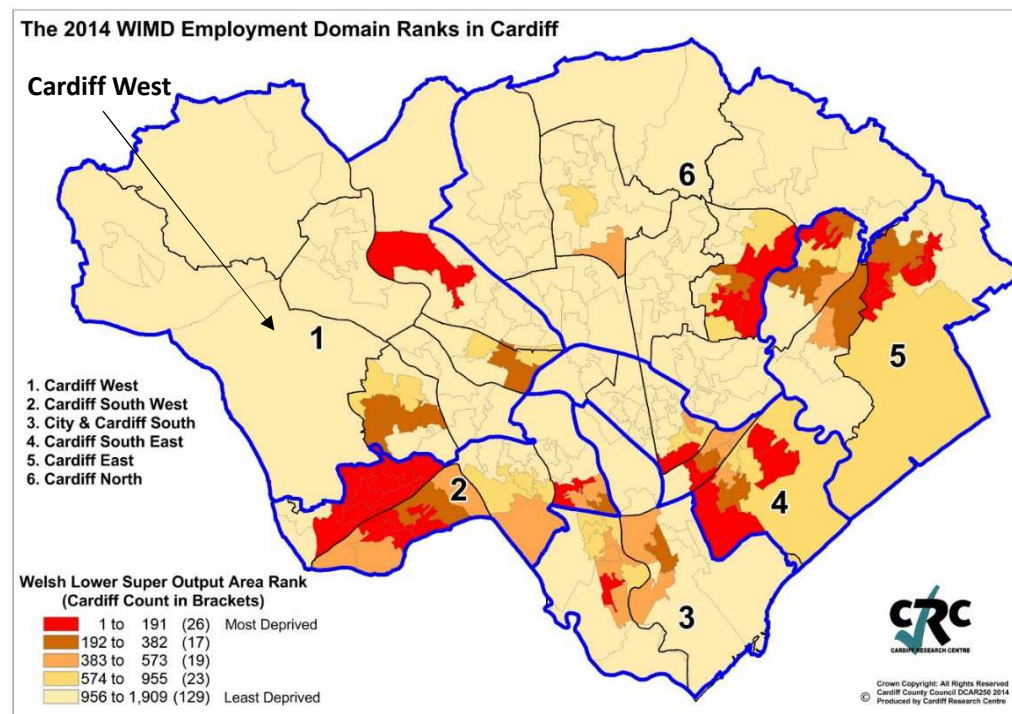 The 2014 WIMD Employment Domain Ranks in Cardiff
Cardiff West
6
1
5
1. Cardiff West
2. Cardiff South West
3. City & Cardiff South
4. Cardiff South East
5. Cardiff East
6. Cardiff North
2
4
3
Welsh Lower Super Output Area Rank
(Cardiff Count in Brackets)
1 to 191 (26) Most Deprived
192 to 382 (17)
383 to 573 (19)
574 to 955 (23)
956 to 1,909 (129) Least Deprived
CRC
CARDIFF RESEARCH CENTRE
Crown Copyright: All Rights Reserved
© Cardiff County Council DCAR250 2014
Produced by Cardiff Research Centre